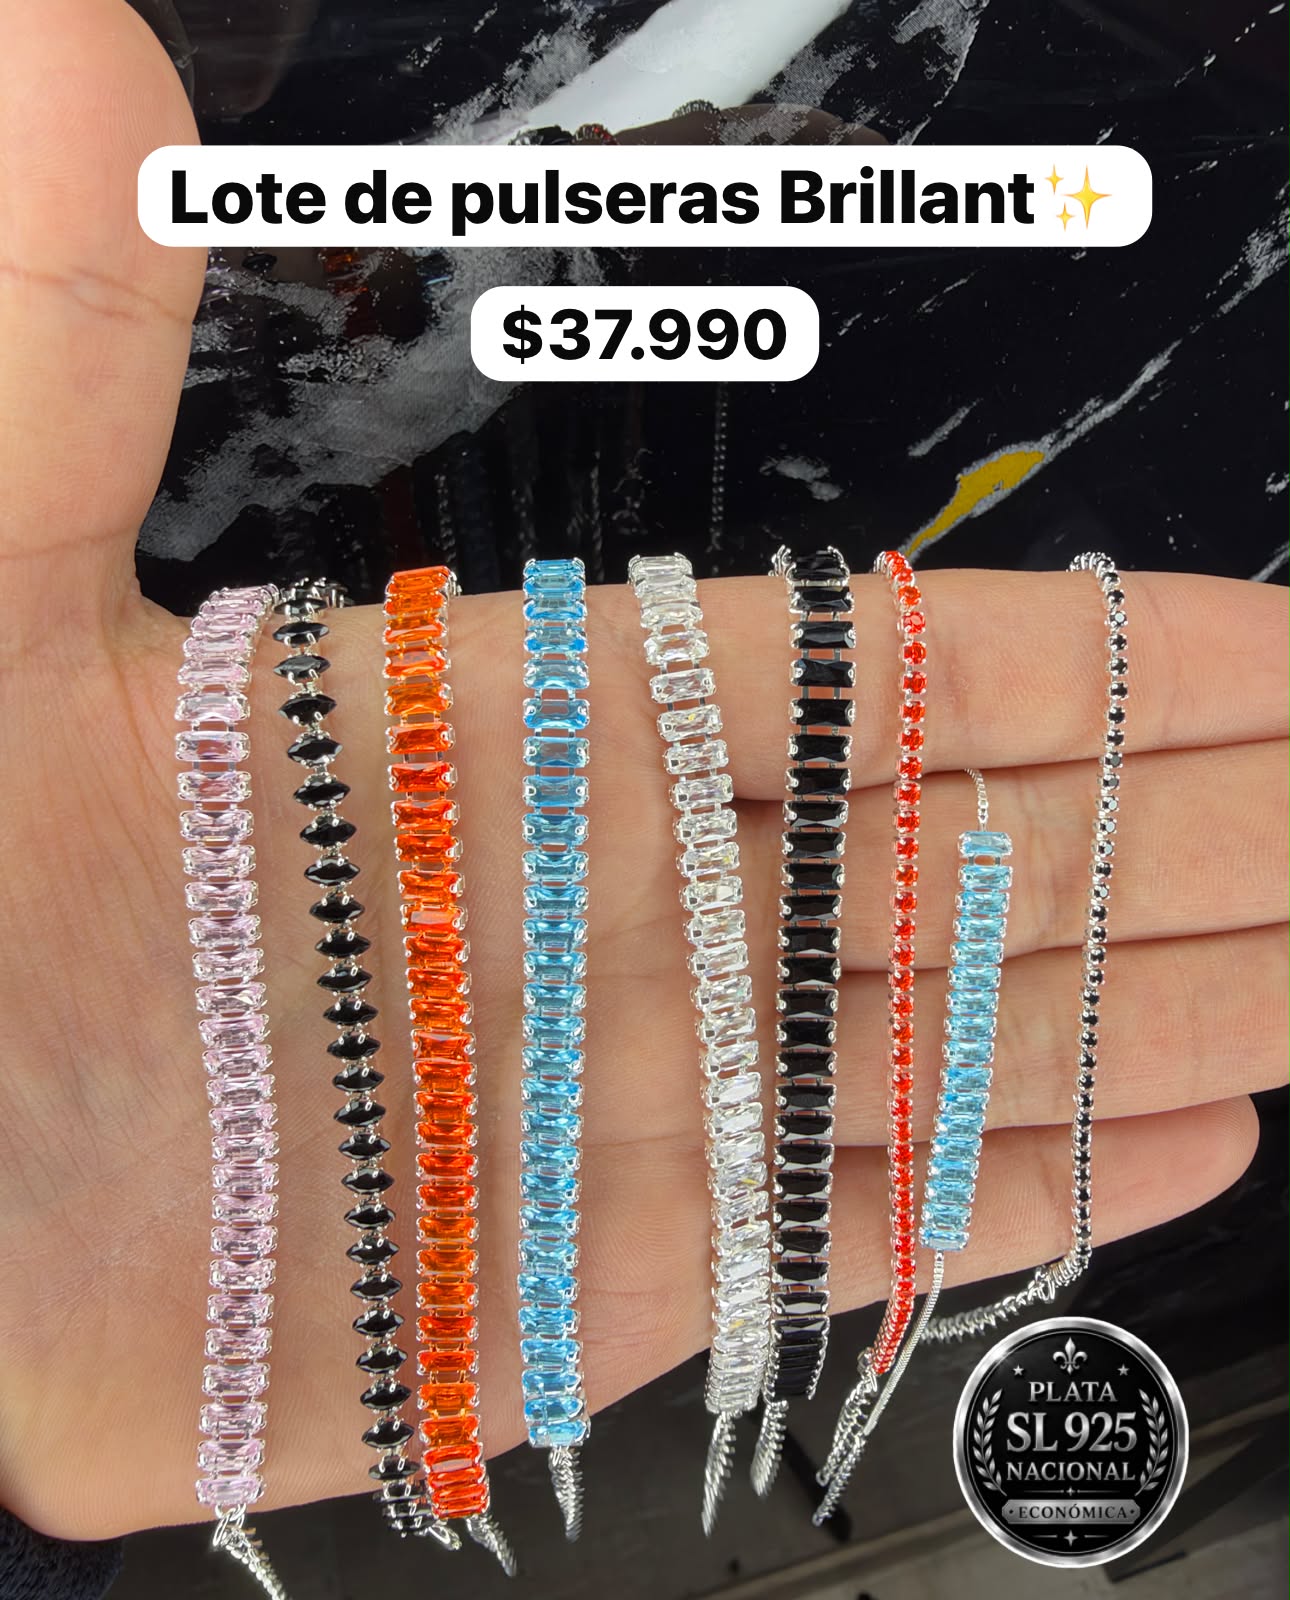 Lote de pulseras Brillant✨
$37.990
PLATA
SL 925
NACIONAL
· ECONÓMICA ·